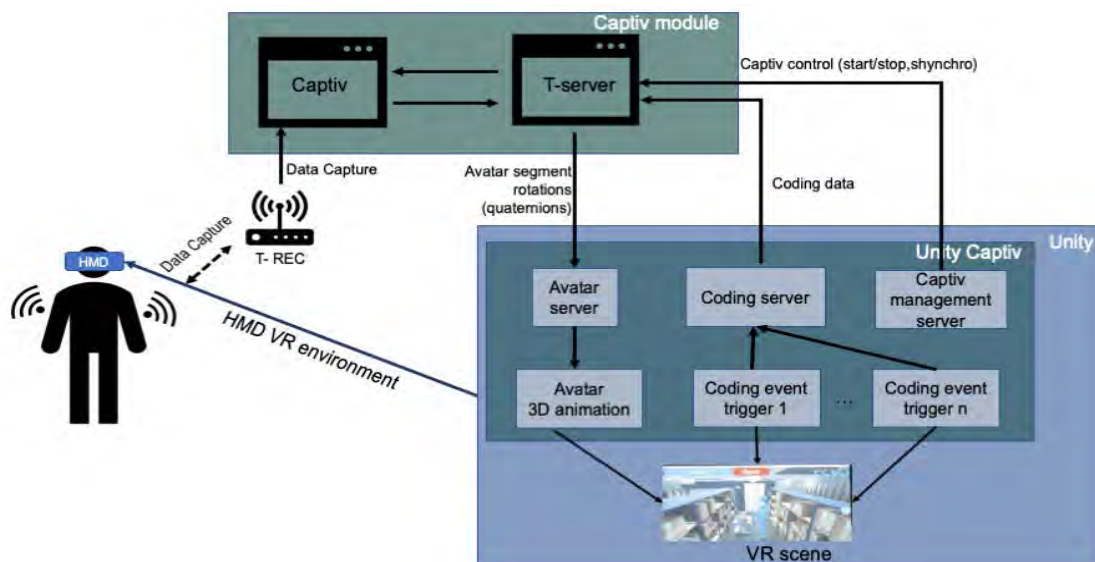 Captiv module
Captiv
T-server
Captiv control (start/stop,shynchro)
Data Capture
Avatar segment
rotations
(quaternions)
Coding data
Data Capture
T- REC
HMD
HMD VR environment
Unity
Unity Captiv
Avatar
server
Coding server
Captiv
management
server
Avatar
3D animation
Coding event
trigger 1
...
Coding event
trigger n
VR scene